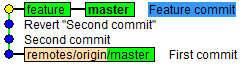 feature master Feature commit
Revert "Second commit"
Second commit
remotes/origin/master First commit